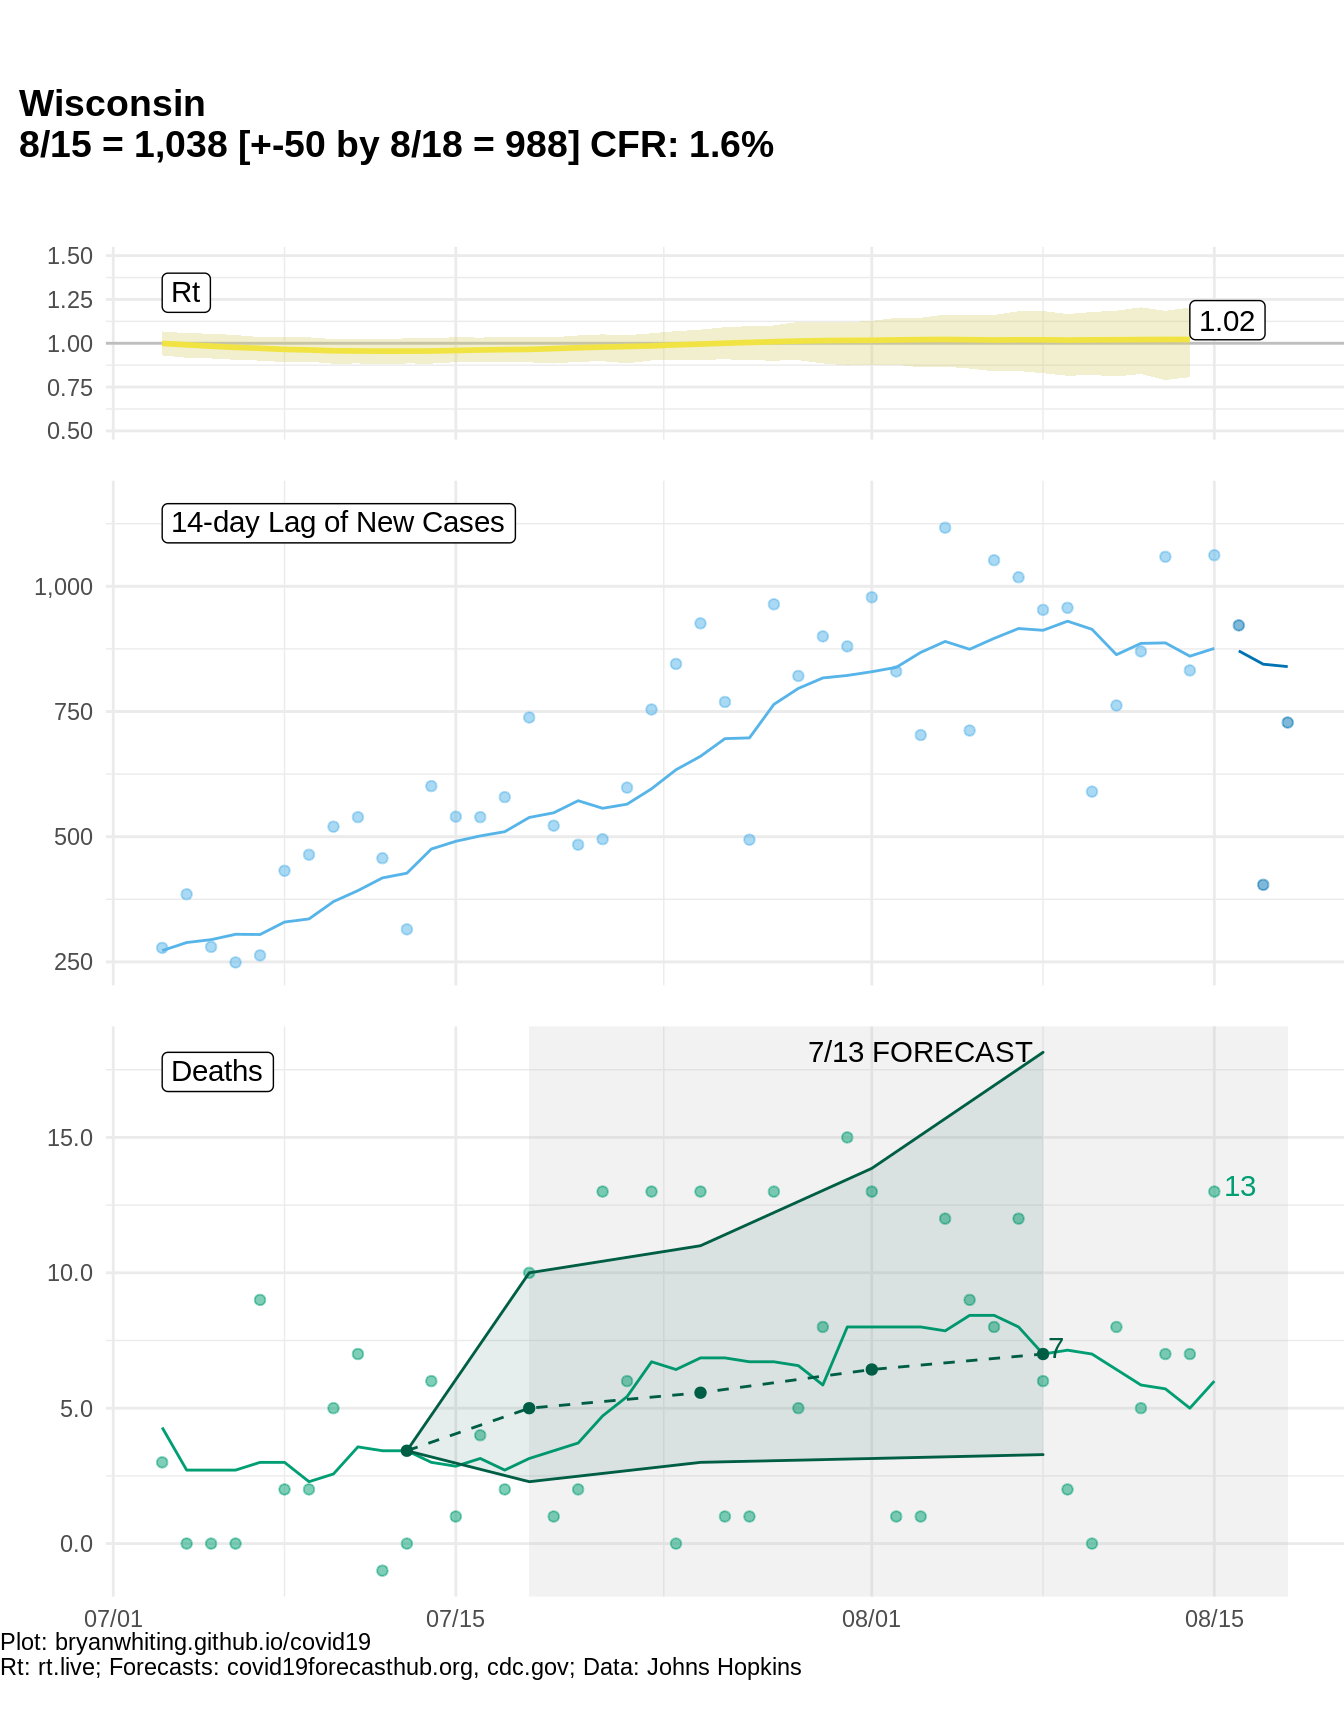 Wisconsin
8/15 = 1,038 [+-50 by 8/18 = 988] CFR: 1.6%
1.50
1.25
1.00
0.75
0.50
Rt
1.02
14-day Lag of New Cases
1,000
750
500
250
Deaths
7/13 FORECAST
15.0
10.0
5.0
0.0
13
7
07/01
07/15
08/01
08/15
Plot: bryanwhiting.github.io/covid19
Rt: rt.live; Forecasts: covid19forecasthub.org, cdc.gov; Data: Johns Hopkins